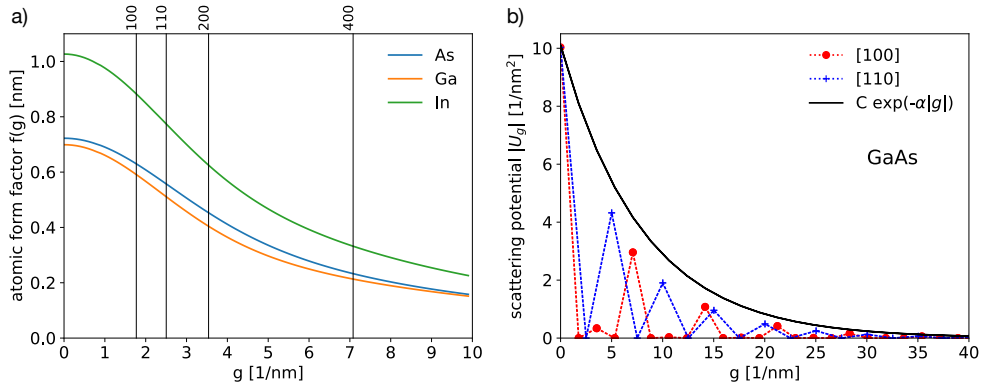 a)
100
110
200
400
1.0
0.8
0.6
0.4
0.2
0.0
atomic form factor f(g) [nm]
As
Ga
In
0 1 2 3 4 5 6 7 8 9 10
g [1/nm]
b)
10
8
6
4
2
0
scattering potential |U_g| [1/nm²]
[100]
[110]
C exp(-α|g|)
GaAs
0 5 10 15 20 25 30 35 40
g [1/nm]